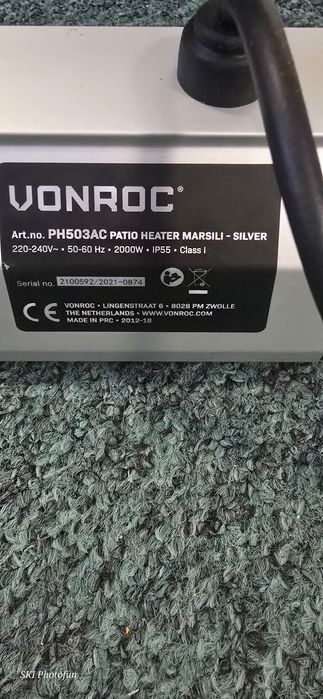 VONROC®
Art.no. PH503AC PATIO HEATER MARSILI - SILVER
220-240V~ • 50-60 Hz • 2000W • IP55 • Class I
Serial no. 2100592/2021-0874
CE VONROC • LINGENSTRAAT 6 • 8028 PM ZWOLLE
THE NETHERLANDS • WWW.VONROC.COM
MADE IN PRC • 2012-18
SKI Photofun